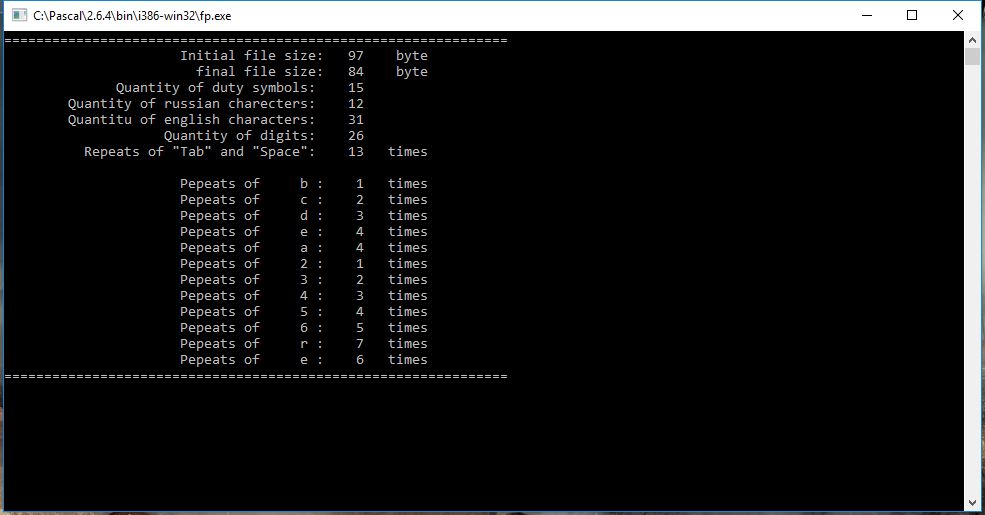 C:\Pascal\2.6.4\bin\i386-win32\fp.exe
===============================================================
Initial file size: 97 byte
final file size: 84 byte
Quantity of duty symbols: 15
Quantity of russian charecters: 12
Quantitu of english characters: 31
Quantity of digits: 26
Repeats of "Tab" and "Space": 13 times
Pepeats of b : 1 times
Pepeats of c : 2 times
Pepeats of d : 3 times
Pepeats of e : 4 times
Pepeats of a : 4 times
Pepeats of 2 : 1 times
Pepeats of 3 : 2 times
Pepeats of 4 : 3 times
Pepeats of 5 : 4 times
Pepeats of 6 : 5 times
Pepeats of r : 7 times
Pepeats of e : 6 times
===============================================================